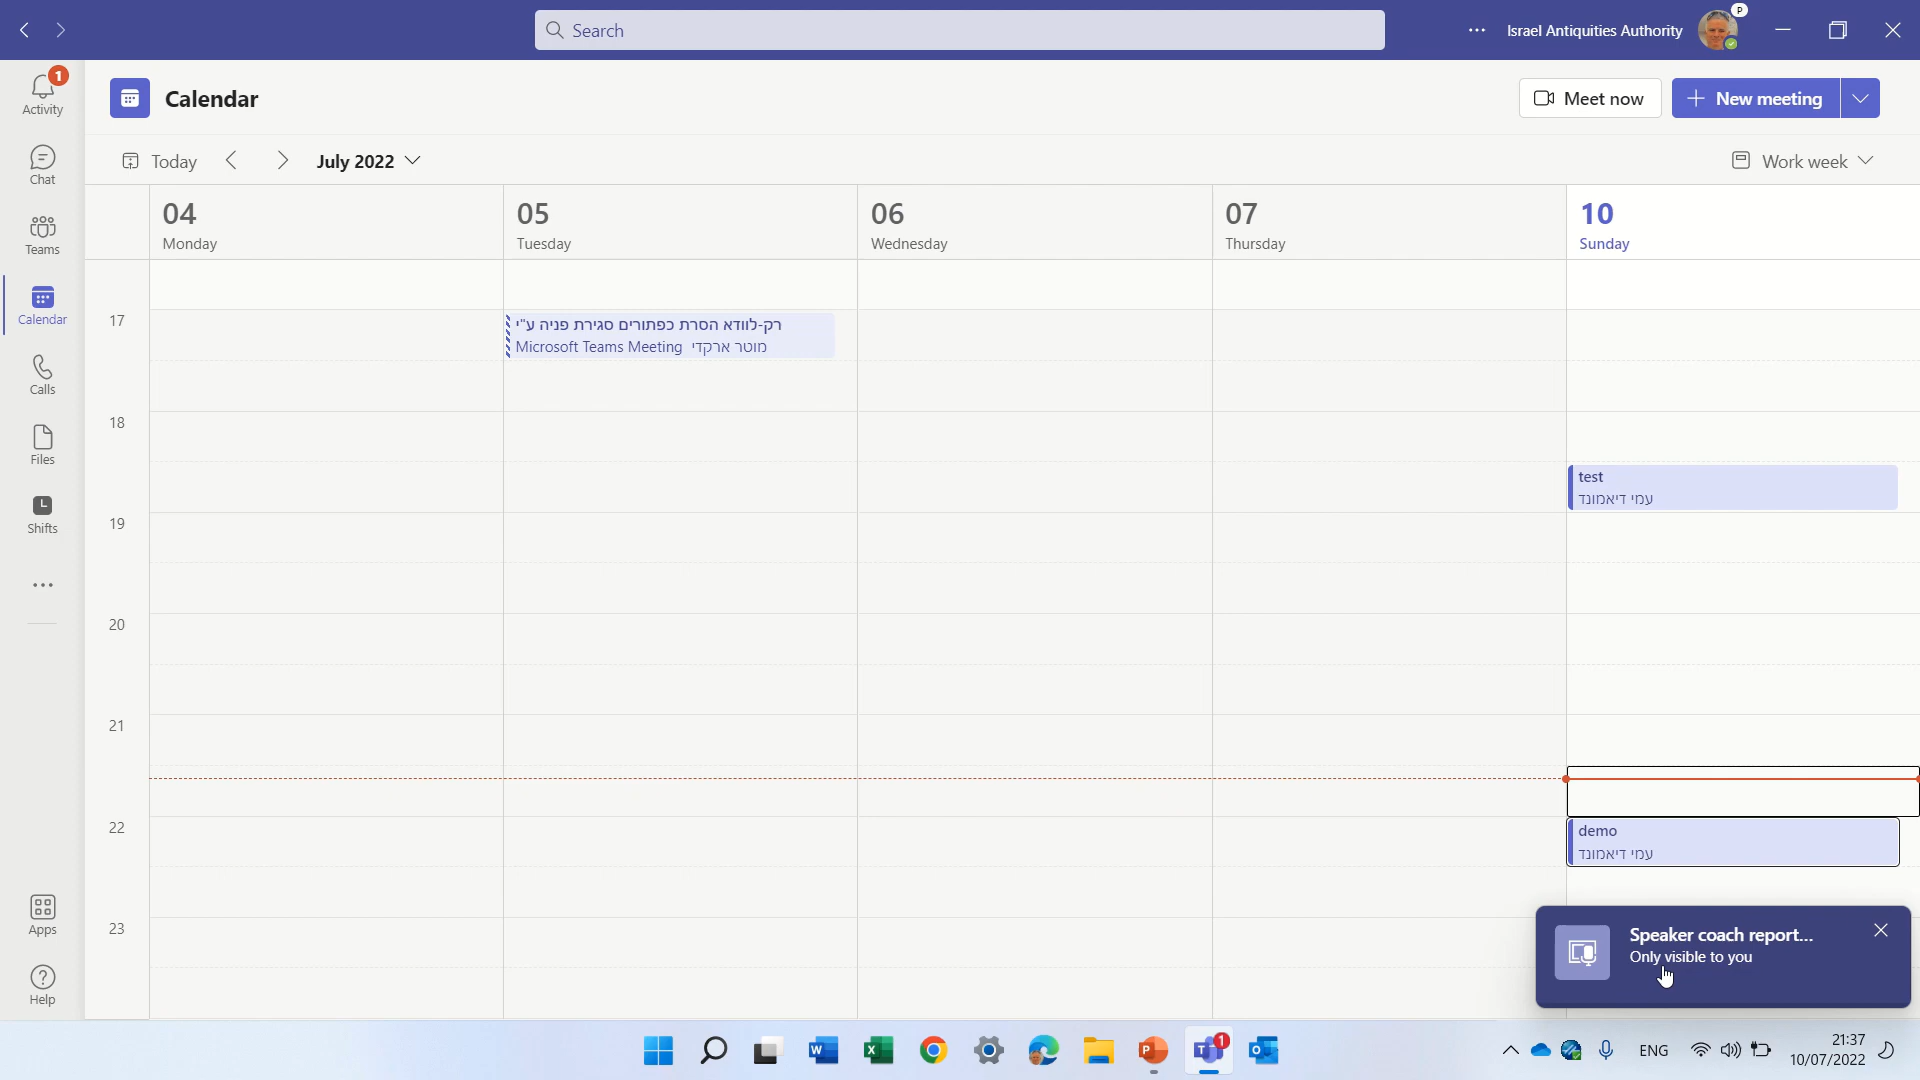 Search
Israel Antiquities Authority
P
1
Activity
Chat
Teams
Calendar
Calls
Files
Shifts
Apps
Help
Calendar
Meet now
New meeting
Today
July 2022
Work week
04
Monday
05
Tuesday
06
Wednesday
07
Thursday
10
Sunday
17
18
19
20
21
22
23
רק-לוודא הסרת כפתורים סגירת פניה ע"י
Microsoft Teams Meeting מוטר ארקדי
test
עמי דיאמונד
demo
עמי דיאמונד
Speaker coach report...
Only visible to you
1
ENG
21:37
10/07/2022